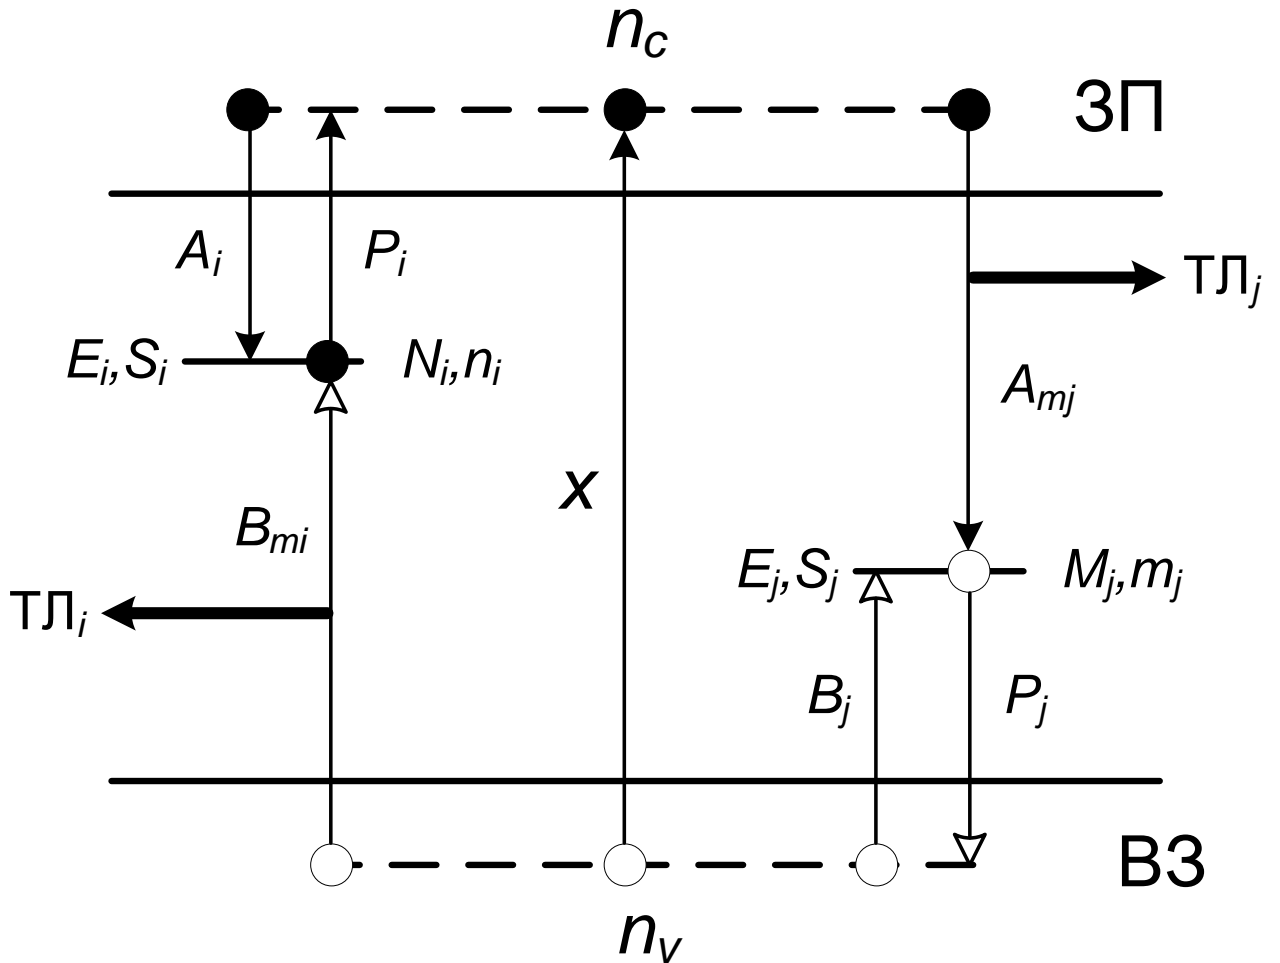 n_c
ЗП
A_i
P_i
ТЛ_j
E_i,S_i
N_i,n_i
A_mj
x
B_mi
E_j,S_j
M_j,m_j
ТЛ_i
B_j
P_j
ВЗ
n_v